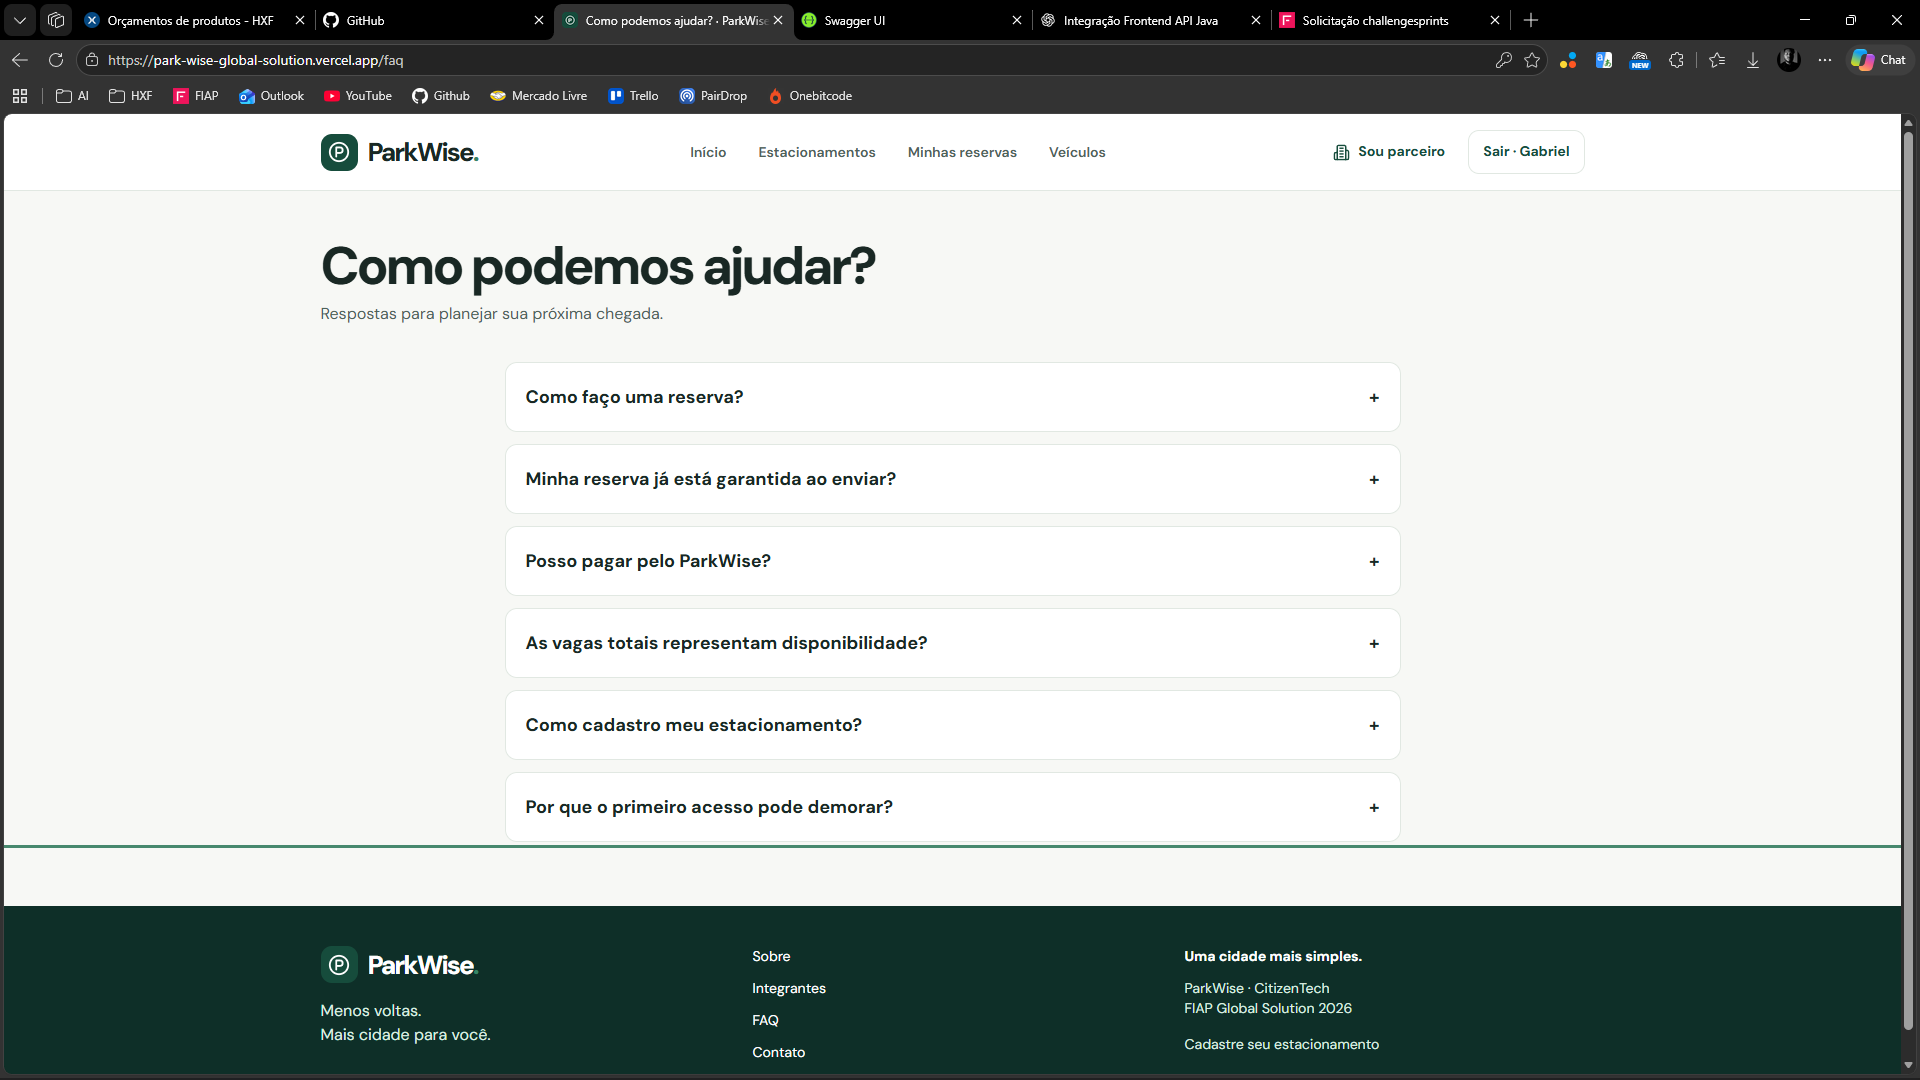 Orçamentos de produtos - HXF
GitHub
Como podemos ajudar? · ParkWise
Swagger UI
Integração Frontend API Java
Solicitação challengesprints
https://park-wise-global-solution.vercel.app/faq
NEW
Chat
AI
HXF
FIAP
Outlook
YouTube
Github
Mercado Livre
Trello
PairDrop
Onebitcode
ParkWise.
Início
Estacionamentos
Minhas reservas
Veículos
Sou parceiro
Sair · Gabriel
Como podemos ajudar?
Respostas para planejar sua próxima chegada.
Como faço uma reserva?
+
Minha reserva já está garantida ao enviar?
+
Posso pagar pelo ParkWise?
+
As vagas totais representam disponibilidade?
+
Como cadastro meu estacionamento?
+
Por que o primeiro acesso pode demorar?
+
ParkWise.
Menos voltas.
Mais cidade para você.
Sobre
Integrantes
FAQ
Contato
Uma cidade mais simples.
ParkWise · CitizenTech
FIAP Global Solution 2026
Cadastre seu estacionamento